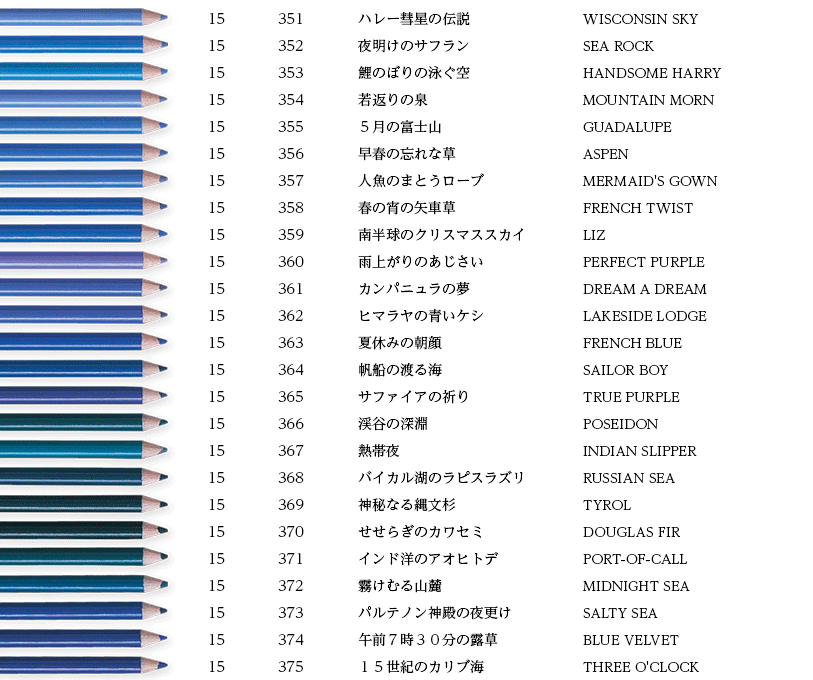 15 351 ハレー彗星の伝説 WISCONSIN SKY
15 352 夜明けのサフラン SEA ROCK
15 353 鯉のぼりの泳ぐ空 HANDSOME HARRY
15 354 若返りの泉 MOUNTAIN MORN
15 355 ５月の富士山 GUADALUPE
15 356 早春の忘れな草 ASPEN
15 357 人魚のまとうローブ MERMAID'S GOWN
15 358 春の宵の矢車草 FRENCH TWIST
15 359 南半球のクリスマススカイ LIZ
15 360 雨上がりのあじさい PERFECT PURPLE
15 361 カンパニュラの夢 DREAM A DREAM
15 362 ヒマラヤの青いケシ LAKESIDE LODGE
15 363 夏休みの朝顔 FRENCH BLUE
15 364 帆船の渡る海 SAILOR BOY
15 365 サファイアの祈り TRUE PURPLE
15 366 渓谷の深淵 POSEIDON
15 367 熱帯夜 INDIAN SLIPPER
15 368 バイカル湖のラピスラズリ RUSSIAN SEA
15 369 神秘なる縄文杉 TYROL
15 370 せせらぎのカワセミ DOUGLAS FIR
15 371 インド洋のアオヒトデ PORT-OF-CALL
15 372 霧けむる山麓 MIDNIGHT SEA
15 373 パルテノン神殿の夜更け SALTY SEA
15 374 午前７時３０分の露草 BLUE VELVET
15 375 １５世紀のカリブ海 THREE O'CLOCK